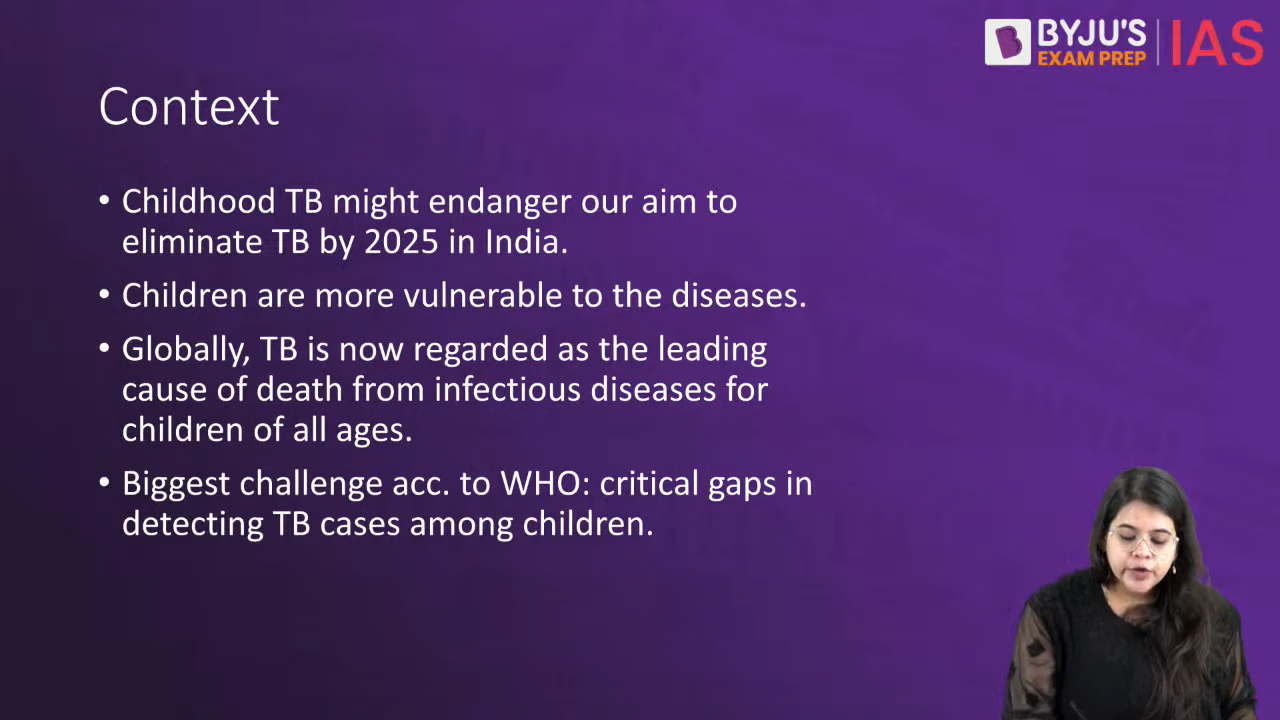 BYJU'S
EXAM PREP
IAS
Context
• Childhood TB might endanger our aim to
eliminate TB by 2025 in India.
• Children are more vulnerable to the diseases.
• Globally, TB is now regarded as the leading
cause of death from infectious diseases for
children of all ages.
• Biggest challenge acc. to WHO: critical gaps in
detecting TB cases among children.